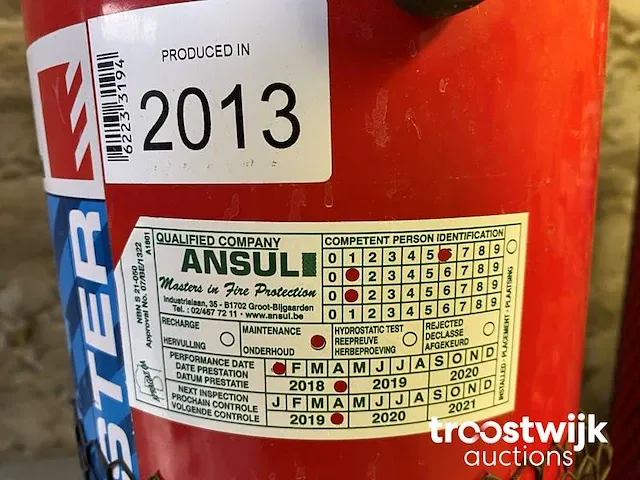 PRODUCED IN
2013
6223 3194
STER
NBN S 21-050
Approval No. 07/BE/1322
A1801
QUALIFIED COMPANY
ANSUL
Masters in Fire Protection
Industrielaan, 35 - B1702 Groot-Bijgaarden
Tel.: 02/467 72 11 · www.ansul.be
COMPETENT PERSON IDENTIFICATION
0 1 2 3 4 5 7 8 9
0 2 3 4 5 6 7 8 9
0 2 3 4 5 6 7 8 9
0 1 2 3 4 5 6 7 8 9
INSTALLED - PLACEMENT - PLAATSING
RECHARGE
HERVULLING
MAINTENANCE
ONDERHOUD
HYDROSTATIC TEST
REEPREUVE
HERBEPROEVING
REJECTED
DECLASSE
AFGEKEURD
PERFORMANCE DATE
DATE PRESTATION
DATUM PRESTATIE
F M A M J J A S O N D
2018 2019 2020
NEXT INSPECTION
PROCHAIN CONTROLE
VOLGENDE CONTROLE
J F M A M J J A S O N D
2019 2020 2021
troostwijk
auctions